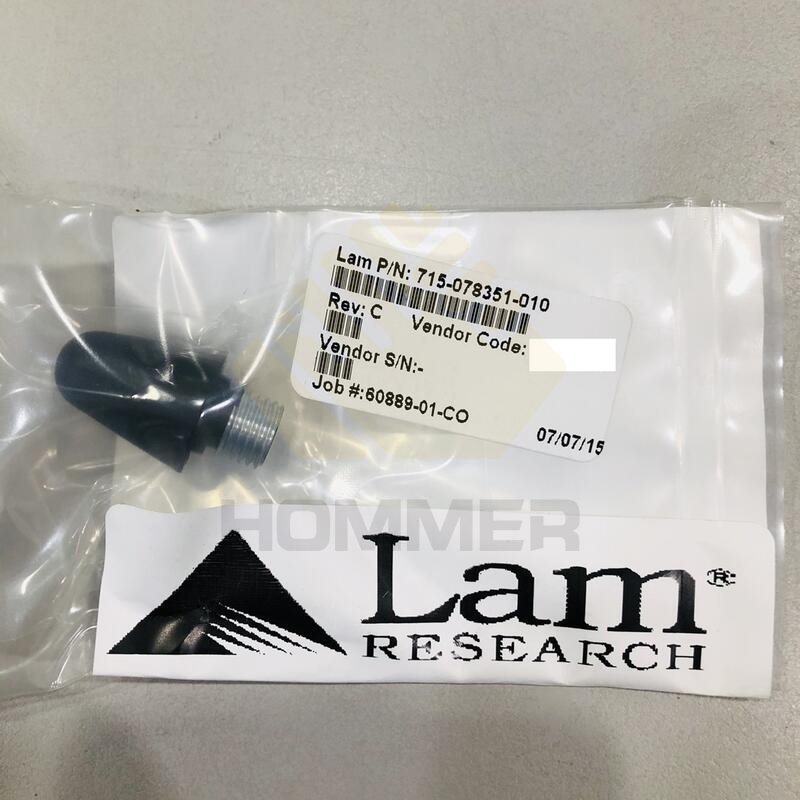 Lam P/N: 715-078351-010
Rev: C Vendor Code:
Vendor S/N:-
Job #:60889-01-CO
07/07/15
HOMMER
Lam®
RESEARCH